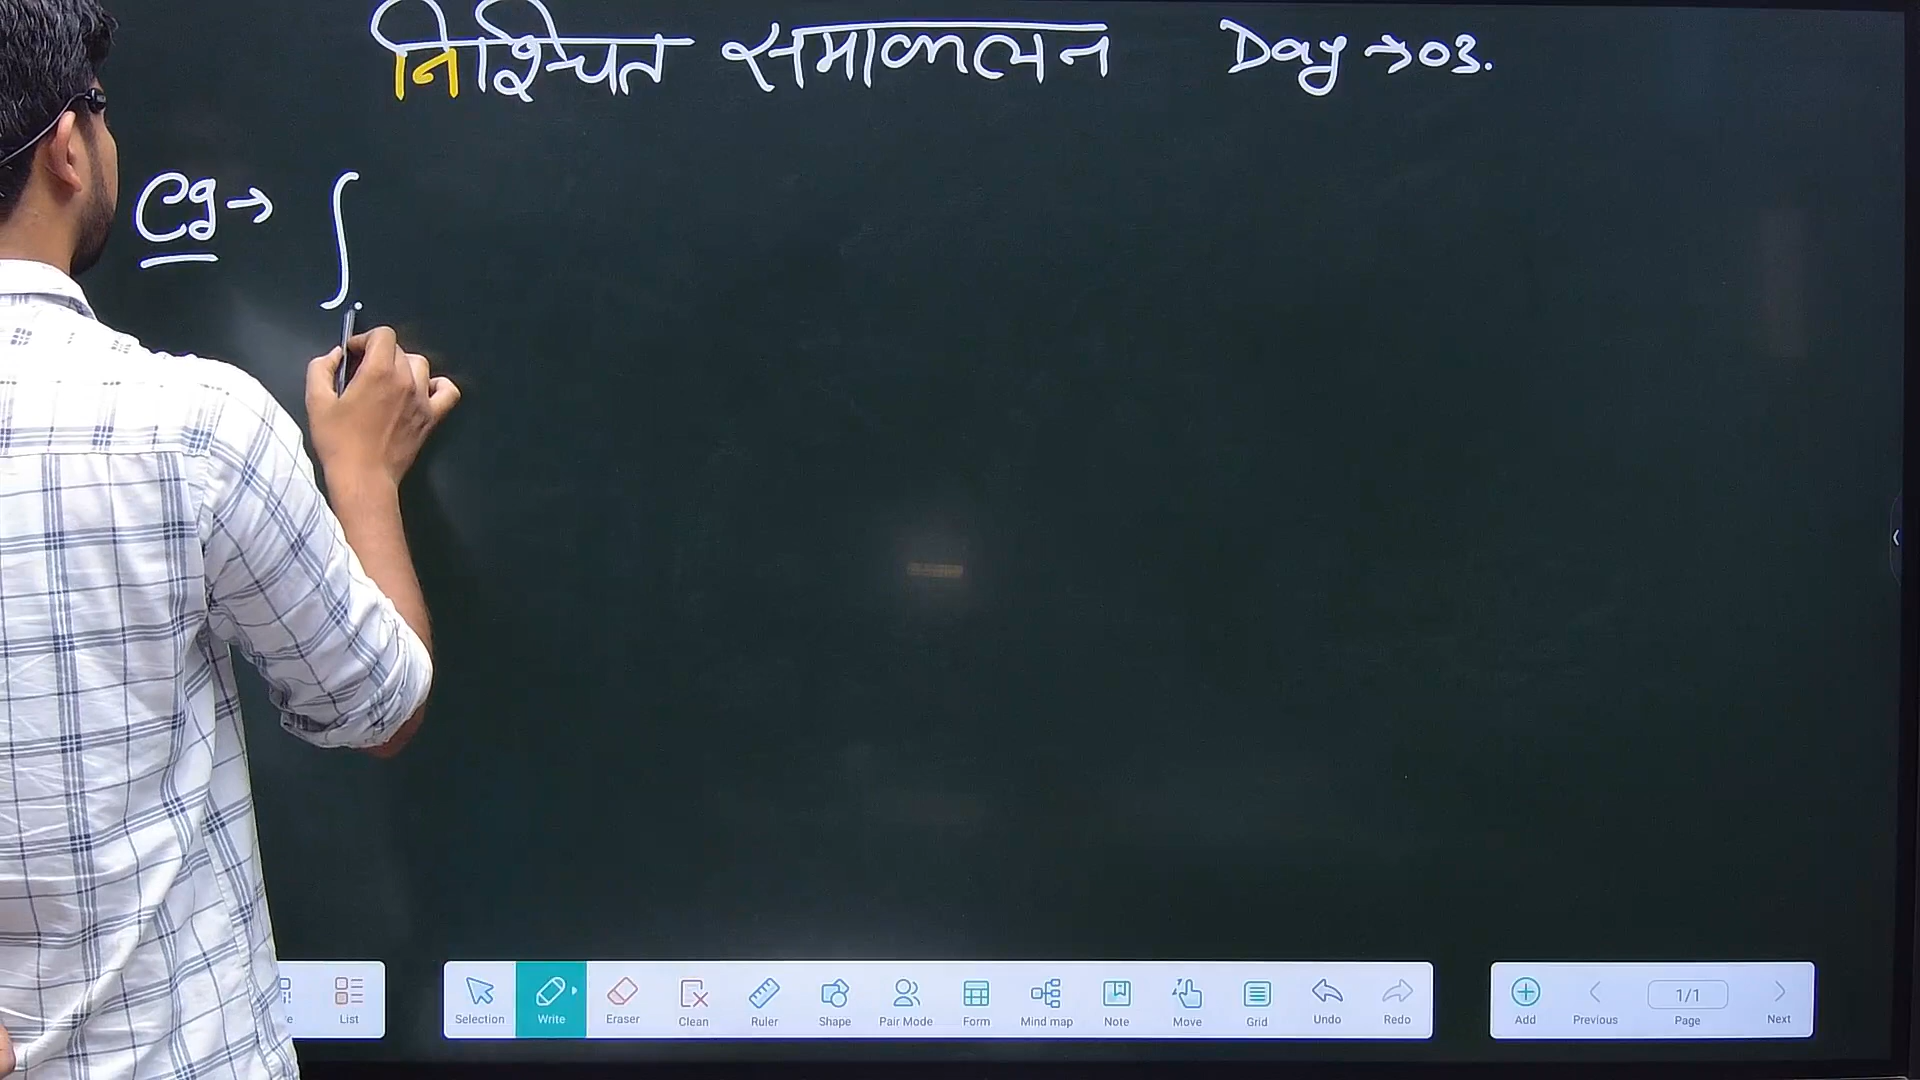 निश्चित समाकलन Day → 03.
Eg → ∫
List
Selection Write Eraser Clean Ruler Shape Pair Mode Form Mind map Note Move Grid Undo Redo
Add Previous 1/1 Page Next